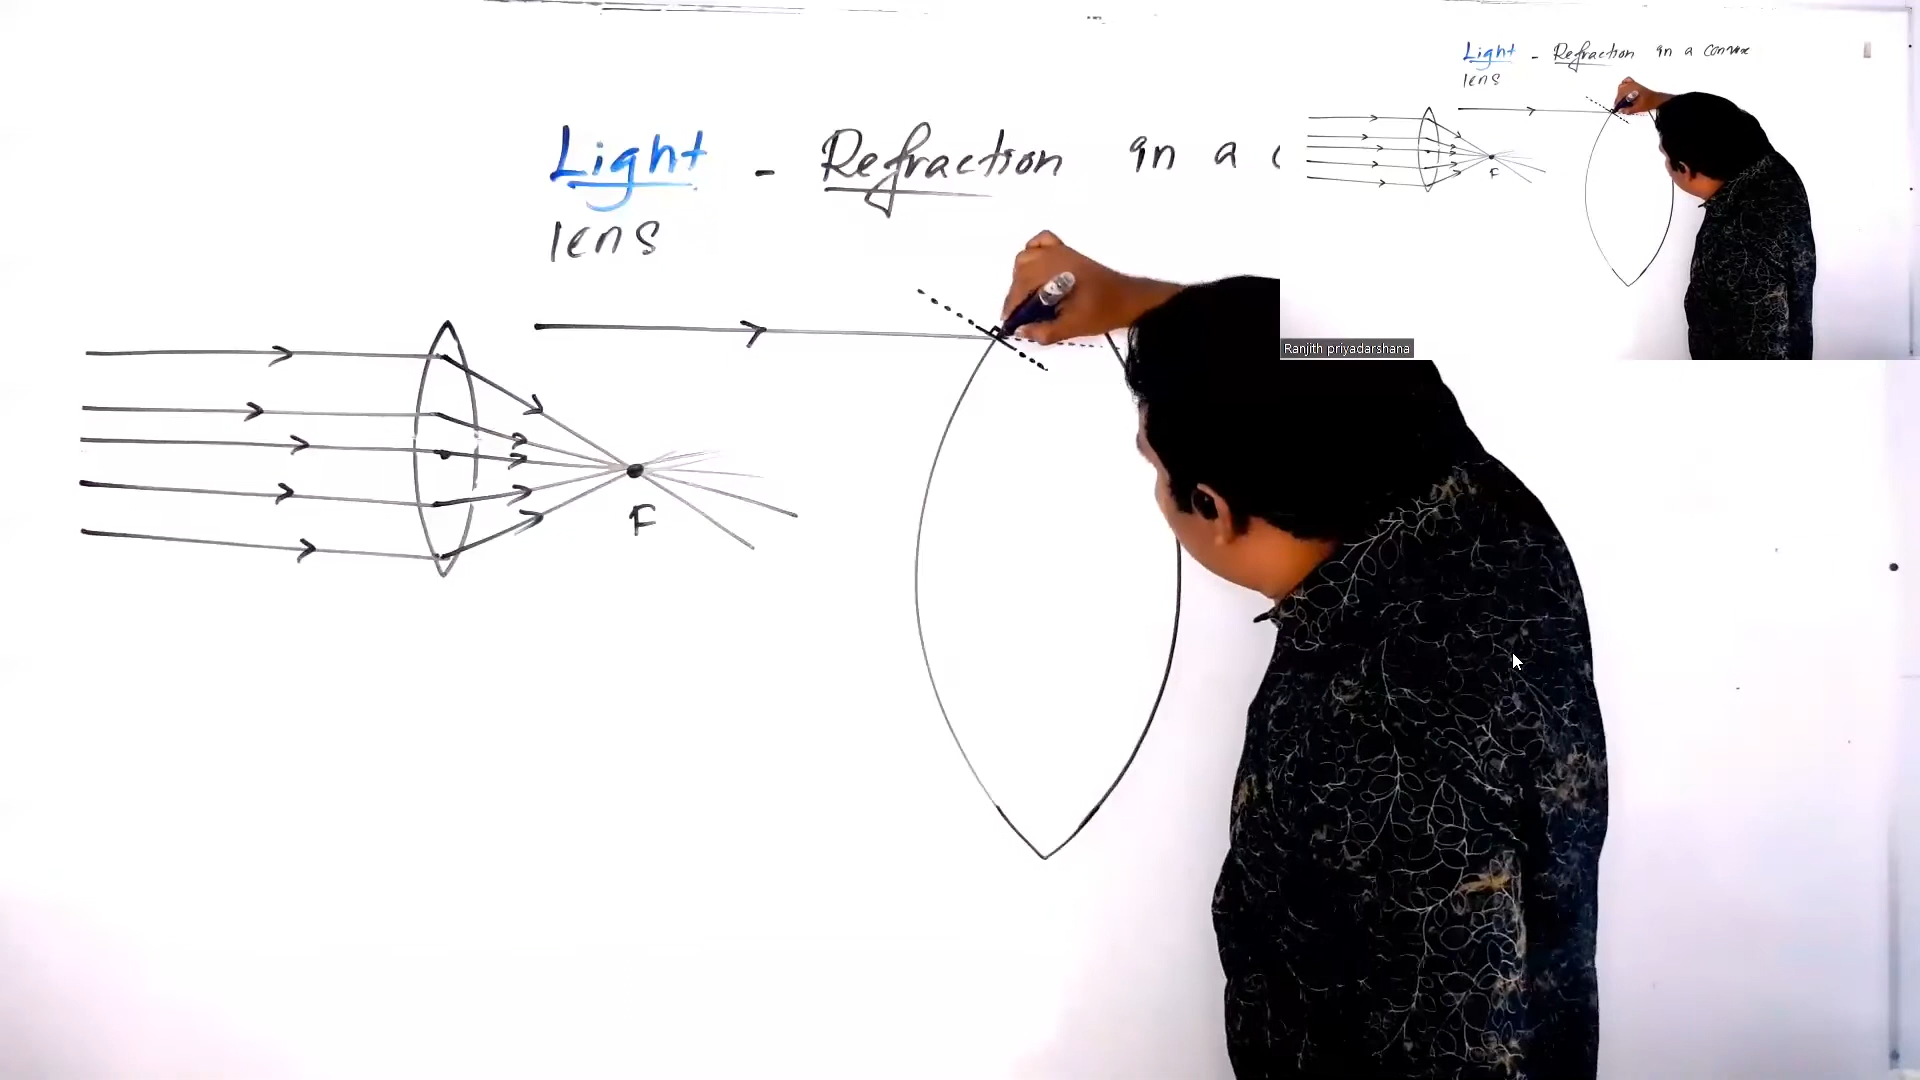 Light - Refraction in a
lens
F
Light - Refraction in a convex
lens
F
Ranjith priyadarshana